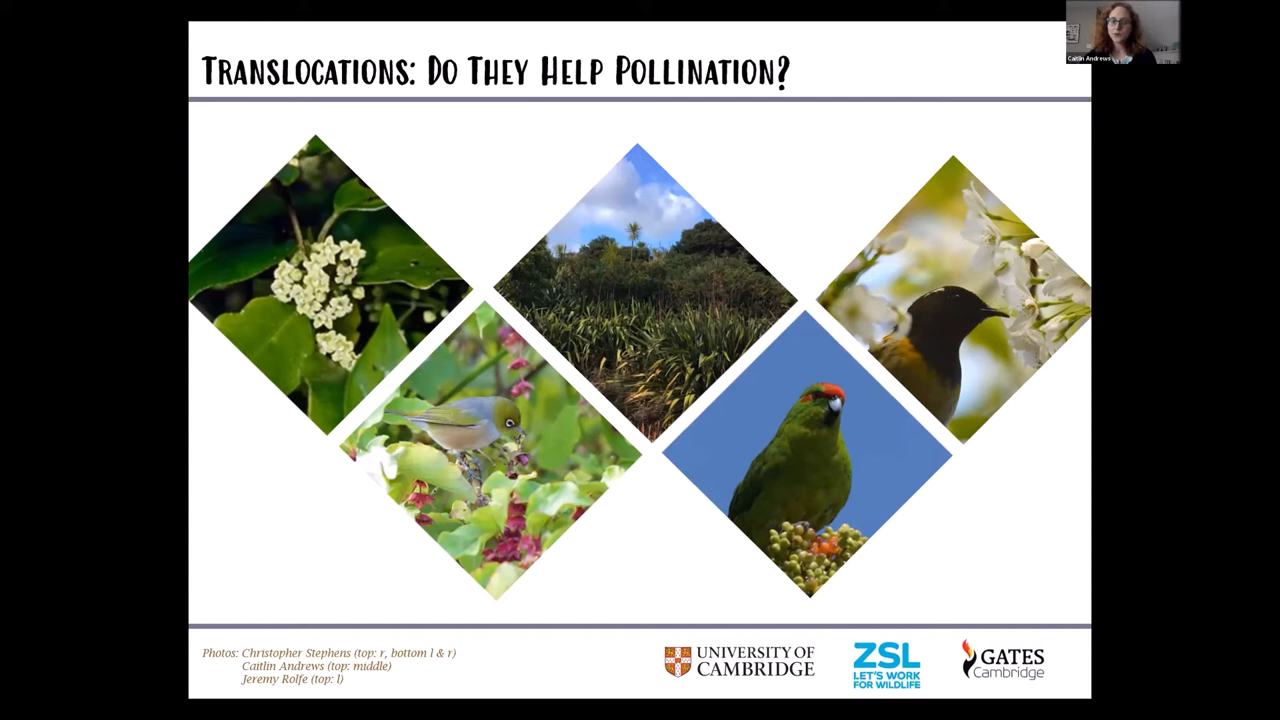 TRANSLOCATIONS: DO THEY HELP POLLINATION?
Caitlin Andrews
Photos: Christopher Stephens (top: r, bottom l & r)
Caitlin Andrews (top: middle)
Jeremy Rolfe (top: l)
UNIVERSITY OF
CAMBRIDGE
ZSL
LET'S WORK
FOR WILDLIFE
GATES
Cambridge